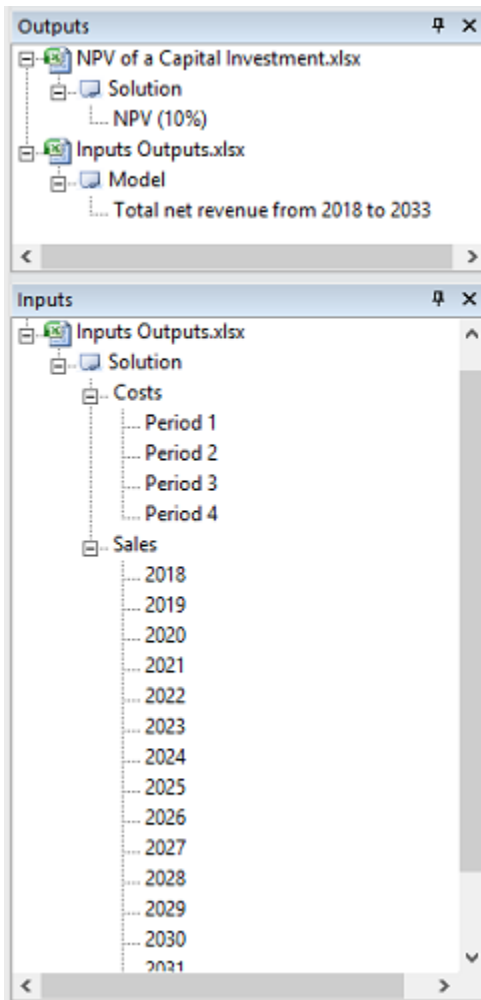 Outputs
NPV of a Capital Investment.xlsx
Solution
NPV (10%)
Inputs Outputs.xlsx
Model
Total net revenue from 2018 to 2033
Inputs
Inputs Outputs.xlsx
Solution
Costs
Period 1
Period 2
Period 3
Period 4
Sales
2018
2019
2020
2021
2022
2023
2024
2025
2026
2027
2028
2029
2030
2031